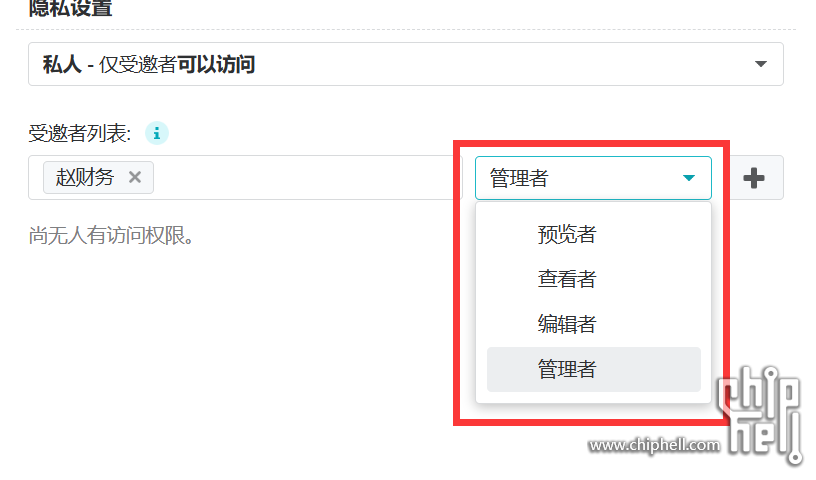 隐私设置
私人 - 仅受邀者可以访问
受邀者列表: i
赵财务 × 管理者
尚无人有访问权限。
预览者
查看者
编辑者
管理者
chip
hell
www.chiphell.com